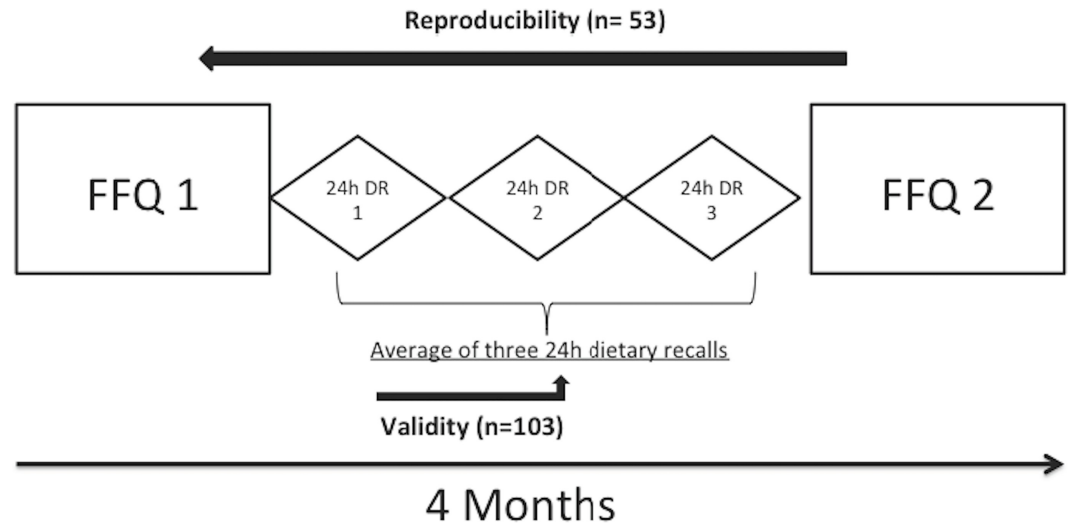 Reproducibility (n= 53)
FFQ 1
24h DR
1
24h DR
2
24h DR
3
FFQ 2
Average of three 24h dietary recalls
Validity (n=103)
4 Months